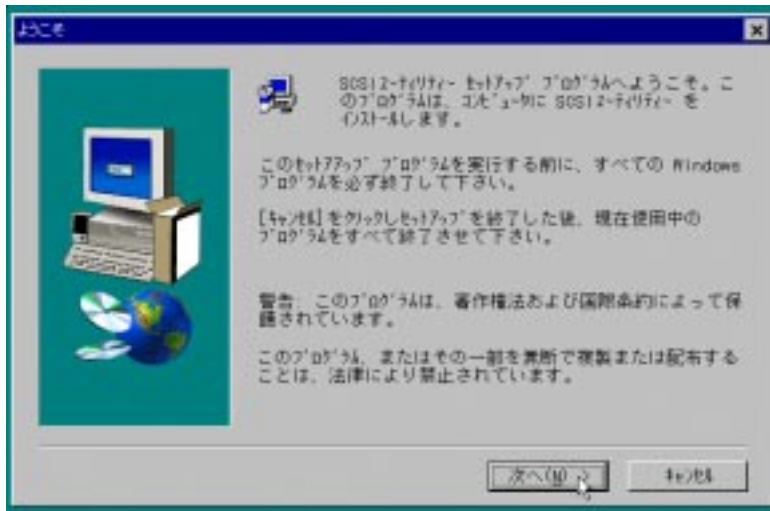 ようこそ
SCSIユーティリティー ｾｯﾄｱｯﾌﾟ ﾌﾟﾛｸﾞﾗﾑへようこそ。こ
のﾌﾟﾛｸﾞﾗﾑは、ｺﾝﾋﾟｭｰﾀに SCSIユーティリティー を
ｲﾝｽﾄｰﾙします。
このｾｯﾄｱｯﾌﾟ ﾌﾟﾛｸﾞﾗﾑを実行する前に、すべての Windows
ﾌﾟﾛｸﾞﾗﾑを必ず終了して下さい。
[ｷｬﾝｾﾙ]をｸﾘｯｸしｾｯﾄｱｯﾌﾟを終了した後、現在使用中の
ﾌﾟﾛｸﾞﾗﾑをすべて終了させて下さい。
警告: このﾌﾟﾛｸﾞﾗﾑは、著作権法および国際条約によって保
護されています。
このﾌﾟﾛｸﾞﾗﾑ、またはその一部を無断で複製または配布する
ことは、法律により禁止されています。
次へ(N) >
ｷｬﾝｾﾙ